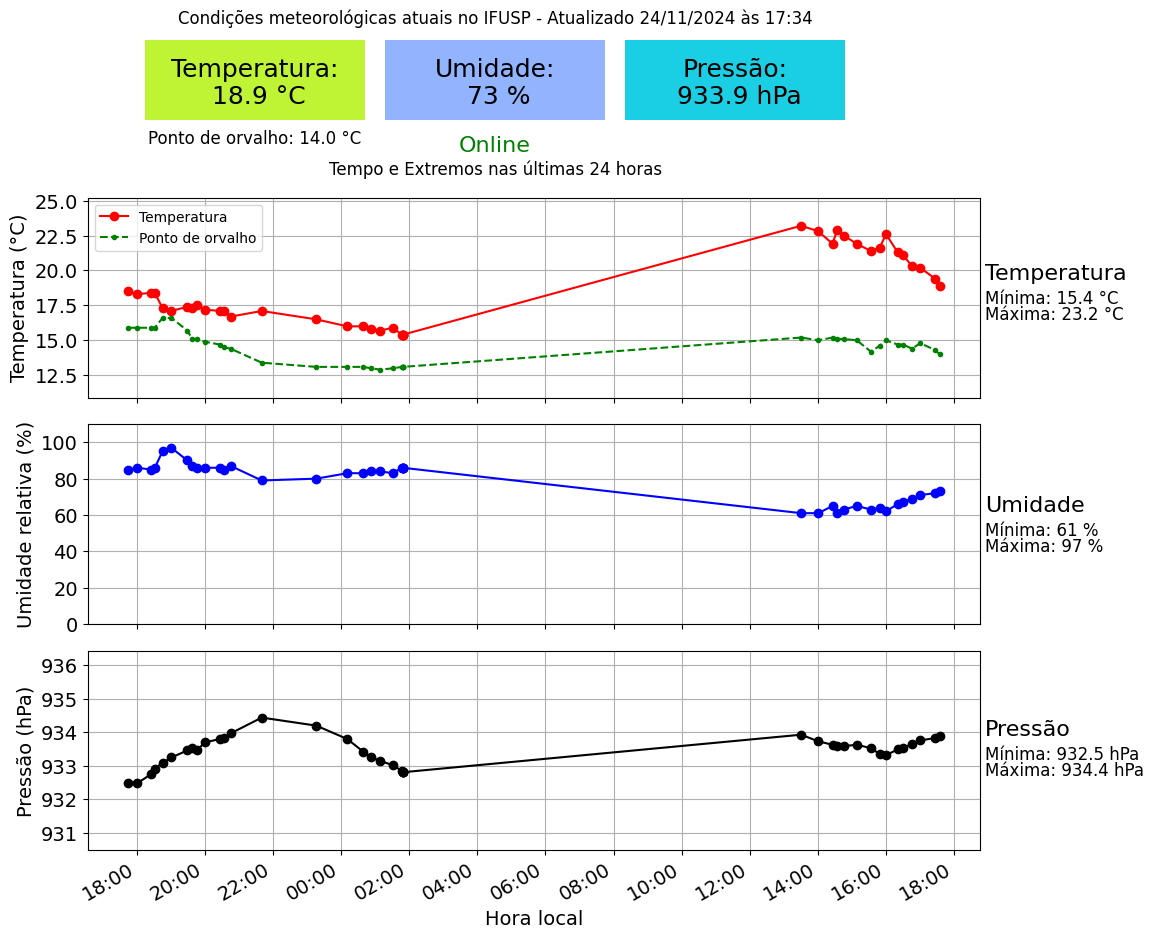 Condições meteorológicas atuais no IFUSP - Atualizado 24/11/2024 às 17:34
Temperatura:
18.9 °C
Umidade:
73 %
Pressão:
933.9 hPa
Ponto de orvalho: 14.0 °C
Online
Tempo e Extremos nas últimas 24 horas
Temperatura (°C)
25.0
22.5
20.0
17.5
15.0
12.5
Temperatura
Ponto de orvalho
Temperatura
Mínima: 15.4 °C
Máxima: 23.2 °C
Umidade relativa (%)
100
80
60
40
20
0
Umidade
Mínima: 61 %
Máxima: 97 %
Pressão (hPa)
936
935
934
933
932
931
Pressão
Mínima: 932.5 hPa
Máxima: 934.4 hPa
18:00
20:00
22:00
00:00
02:00
04:00
06:00
08:00
10:00
12:00
14:00
16:00
18:00
Hora local